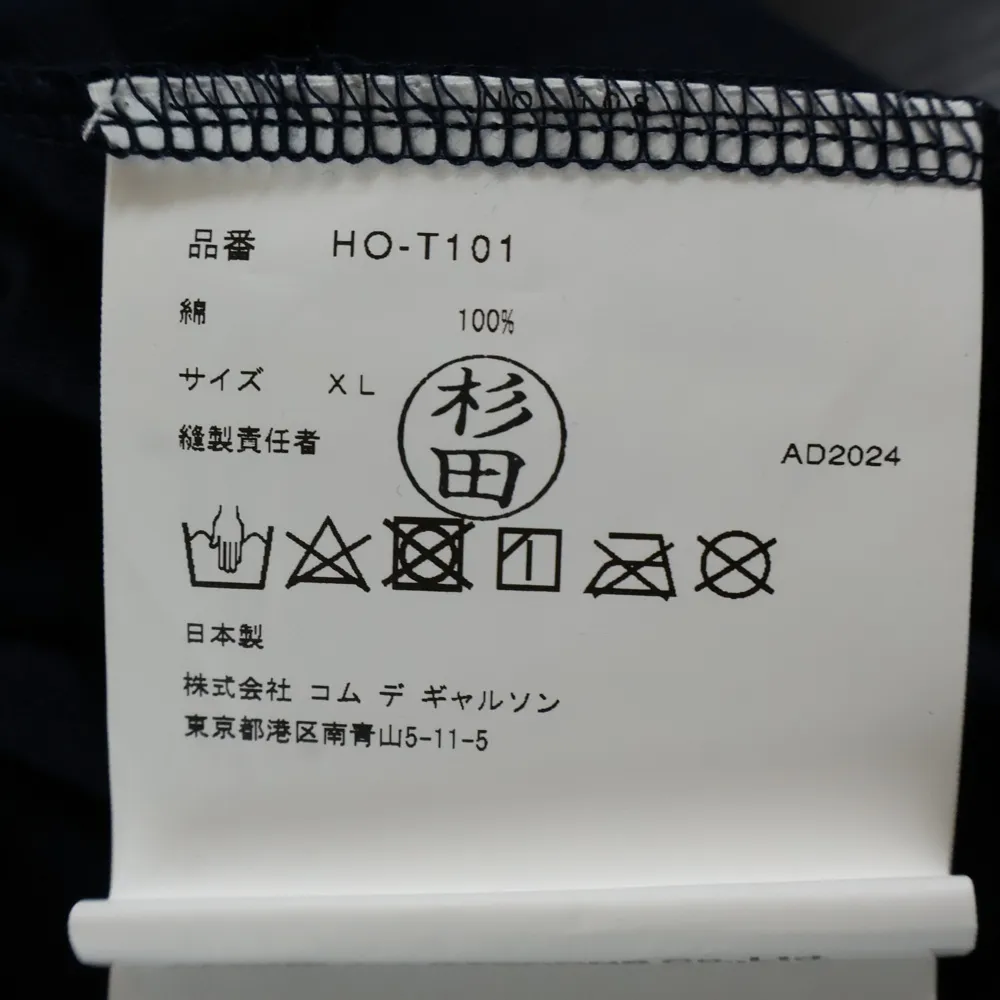 品番 HO-T101
綿 100%
サイズ XL
杉田
縫製責任者
AD2024
日本製
株式会社 コム デ ギャルソン
東京都港区南青山5-11-5